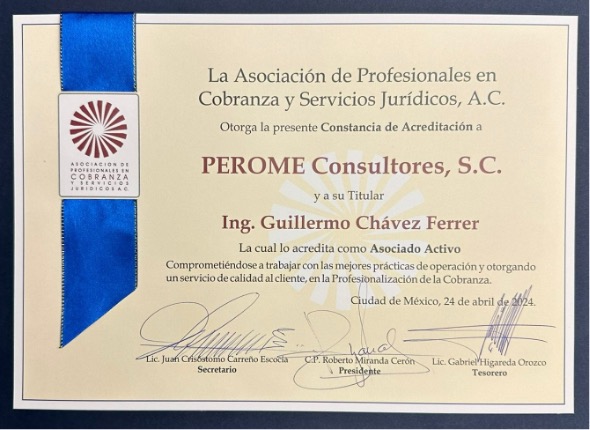 La Asociación de Profesionales en
Cobranza y Servicios Jurídicos, A.C.
Otorga la presente Constancia de Acreditación a
PEROME Consultores, S.C.
y a su Titular
Ing. Guillermo Chávez Ferrer
La cual lo acredita como Asociado Activo
Comprometiéndose a trabajar con las mejores prácticas de operación y otorgando
un servicio de calidad al cliente, en la Profesionalización de la Cobranza.
Ciudad de México, 24 de abril de 2024.
Lic. Juan Crisóstomo Carreño Escocia
Secretario
C.P. Roberto Miranda Cerón
Presidente
Lic. Gabriel Higareda Orozco
Tesorero
ASOCIACIÓN DE
PROFESIONALES EN
COBRANZA
Y SERVICIOS
JURÍDICOS A.C.